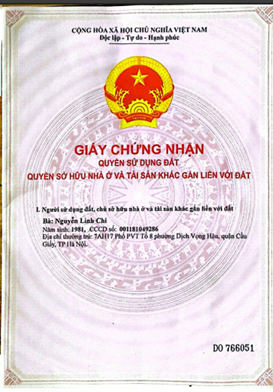 CỘNG HÒA XÃ HỘI CHỦ NGHĨA VIỆT NAM
Độc lập - Tự do - Hạnh phúc
GIẤY CHỨNG NHẬN
QUYỀN SỬ DỤNG ĐẤT
QUYỀN SỞ HỮU NHÀ Ở VÀ TÀI SẢN KHÁC GẮN LIỀN VỚI ĐẤT
I. Người sử dụng đất, chủ sở hữu nhà ở và tài sản khác gắn liền với đất
Bà: Nguyễn Linh Chi
Năm sinh: 1981, CCCD số: 001181049286
Địa chỉ thường trú: 7AH17 Phố PVT Tổ 8 phường Dịch Vọng Hậu, quận Cầu
Giấy, TP.Hà Nội.
DO 766051